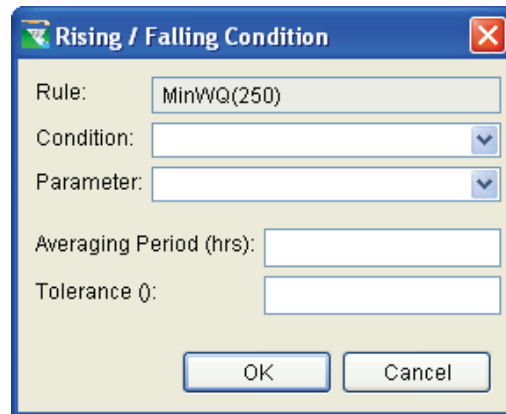 Rising / Falling Condition
Rule: MinWQ(250)
Condition:
Parameter:
Averaging Period (hrs):
Tolerance ():
OK Cancel